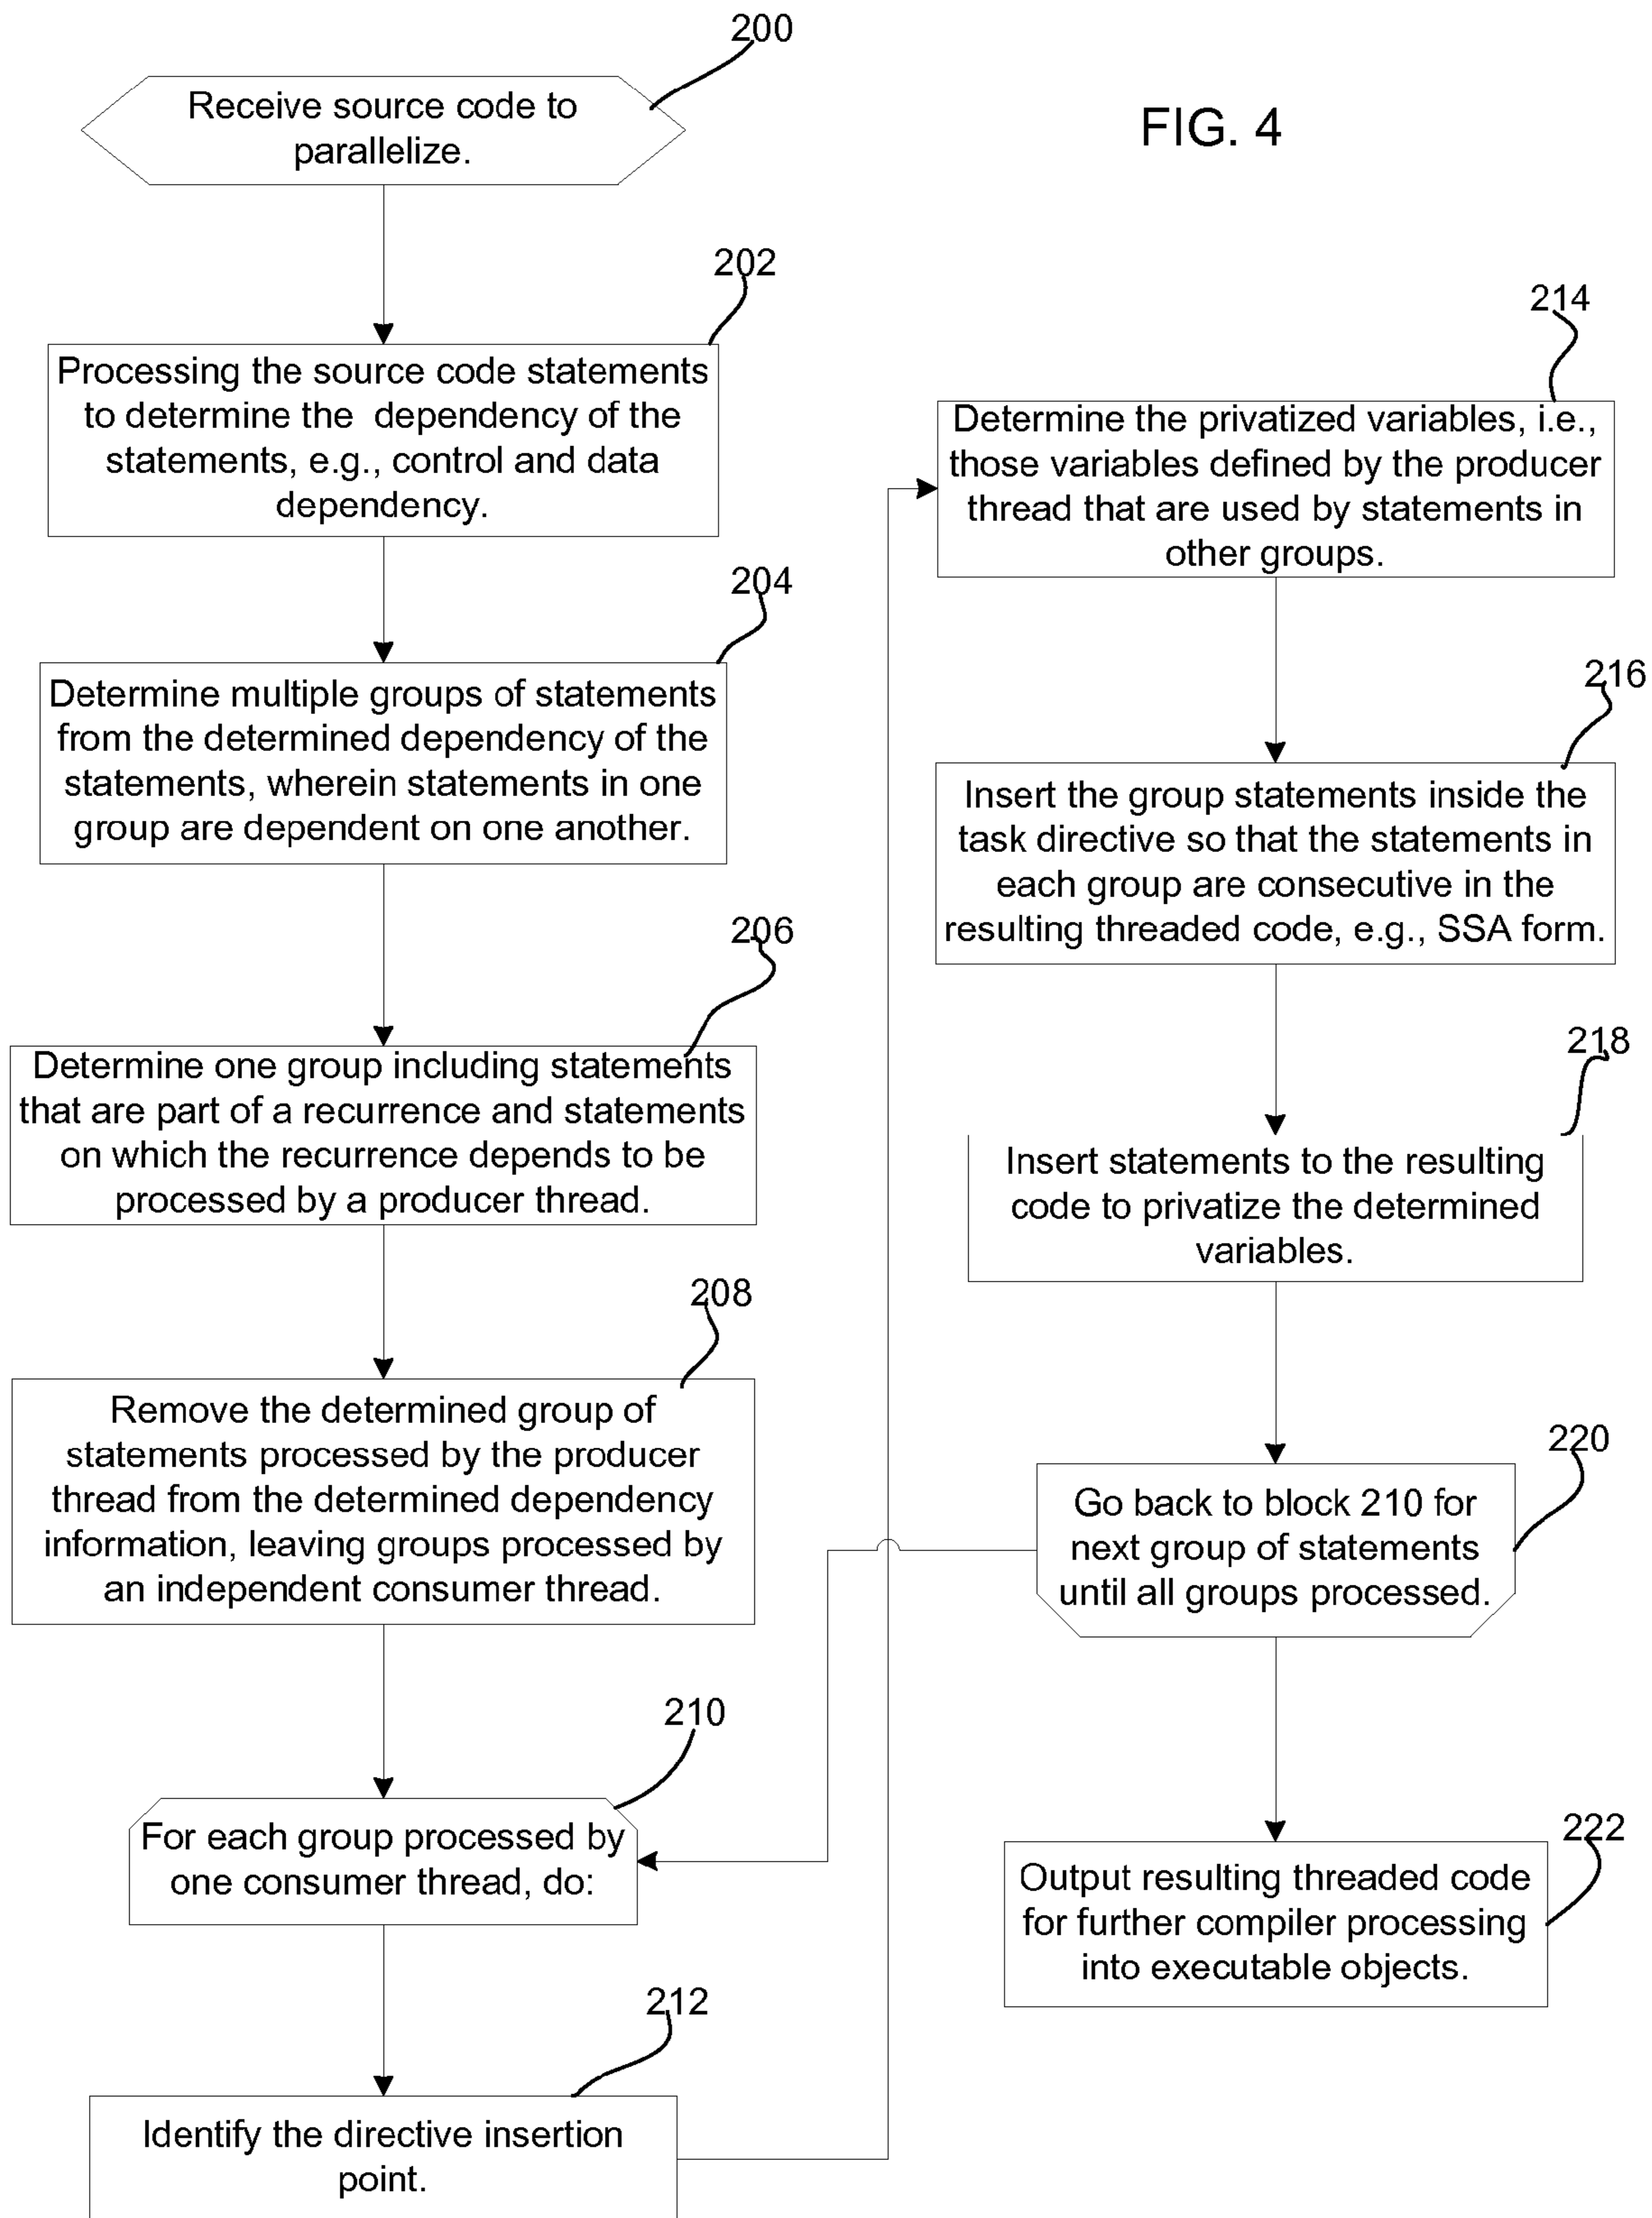 200
Receive source code to
parallelize.
FIG. 4
202
Processing the source code statements
to determine the dependency of the
statements, e.g., control and data
dependency.
204
Determine multiple groups of statements
from the determined dependency of the
statements, wherein statements in one
group are dependent on one another.
206
Determine one group including statements
that are part of a recurrence and statements
on which the recurrence depends to be
processed by a producer thread.
208
Remove the determined group of
statements processed by the producer
thread from the determined dependency
information, leaving groups processed by
an independent consumer thread.
210
For each group processed by
one consumer thread, do:
212
Identify the directive insertion
point.
214
Determine the privatized variables, i.e.,
those variables defined by the producer
thread that are used by statements in
other groups.
216
Insert the group statements inside the
task directive so that the statements in
each group are consecutive in the
resulting threaded code, e.g., SSA form.
218
Insert statements to the resulting
code to privatize the determined
variables.
220
Go back to block 210 for
next group of statements
until all groups processed.
222
Output resulting threaded code
for further compiler processing
into executable objects.